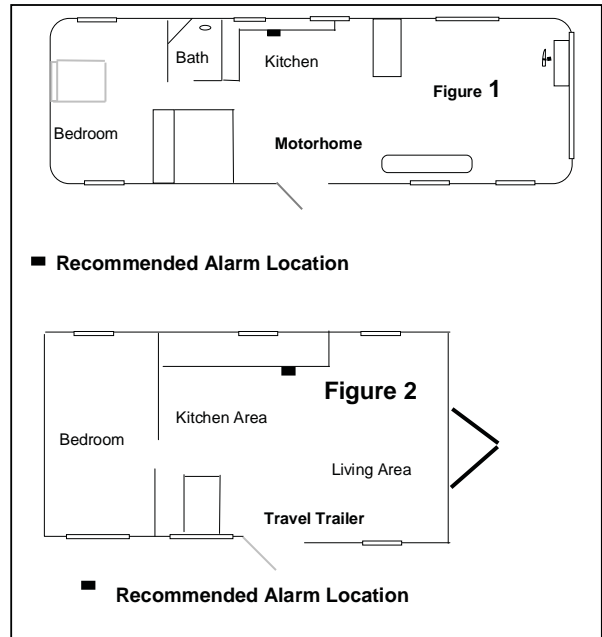 Bath
Kitchen
Figure 1
Bedroom
Motorhome
Recommended Alarm Location
Figure 2
Kitchen Area
Bedroom
Living Area
Travel Trailer
Recommended Alarm Location